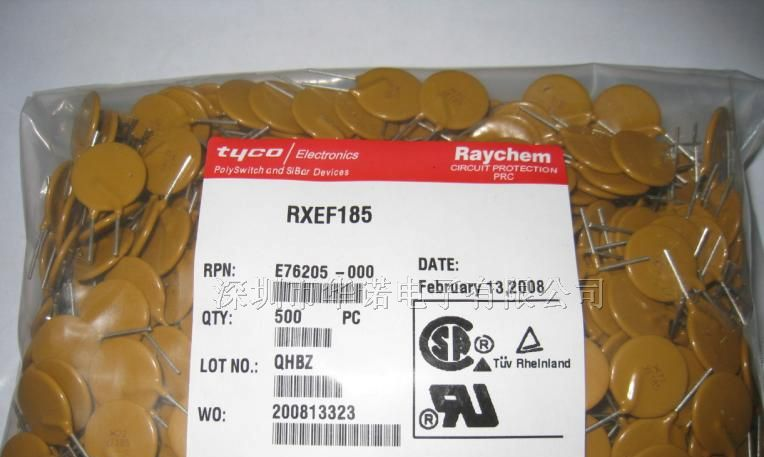 tyco / Electronics
PolySwitch and SiBar Devices
Raychem
CIRCUIT PROTECTION
PRC
RXEF185
RPN: E76205-000
DATE:
February 13,2008
深圳市华诺电子有限公司
QTY: 500 PC
LOT NO.: QHBZ
WO: 200813323
Tüv Rheinland